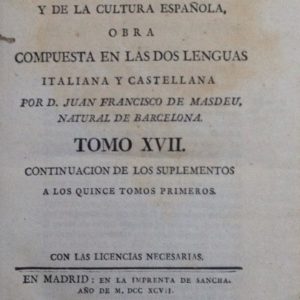 Y DE LA CULTURA ESPAÑOLA,
OBRA
COMPUESTA EN LAS DOS LENGUAS
ITALIANA Y CASTELLANA
POR D. JUAN FRANCISCO DE MASDEU,
NATURAL DE BARCELONA.
TOMO XVII.
CONTINUACION DE LOS SUPLEMENTOS
A LOS QUINCE TOMOS PRIMEROS.
CON LAS LICENCIAS NECESARIAS.
EN MADRID: EN LA IMPRENTA DE SANCHA.
AÑO DE M. DCC XCVII.